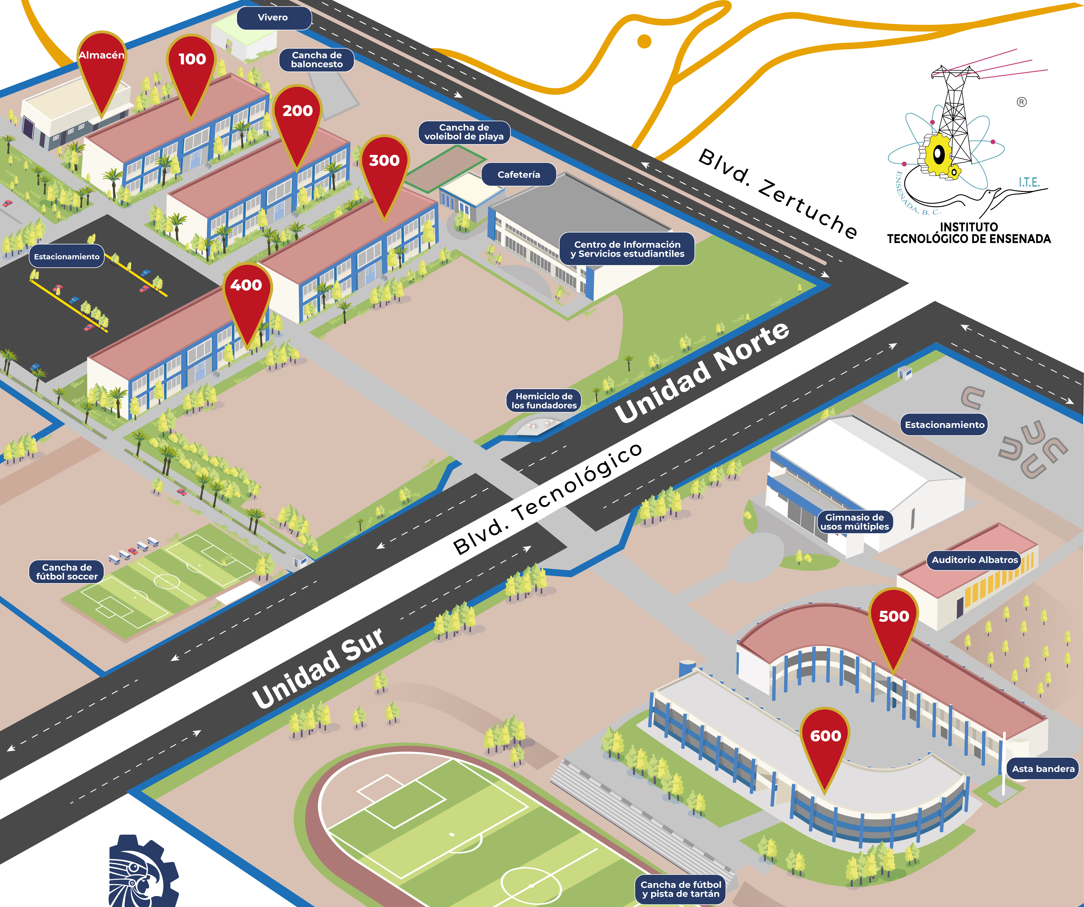 Vivero
Almacén
100
Cancha de
baloncesto
200
Cancha de
voleibol de playa
300
Cafetería
Blvd. Zertuche
®
ENSENADA, B. C.
I.T.E.
INSTITUTO
TECNOLÓGICO DE ENSENADA
Centro de Información
y Servicios estudiantiles
Estacionamiento
400
Unidad Norte
Hemiciclo de
los fundadores
Estacionamiento
Blvd. Tecnológico
Gimnasio de
usos múltiples
Auditorio Albatros
Cancha de
fútbol soccer
500
Unidad Sur
600
Asta bandera
Cancha de fútbol
y pista de tartán